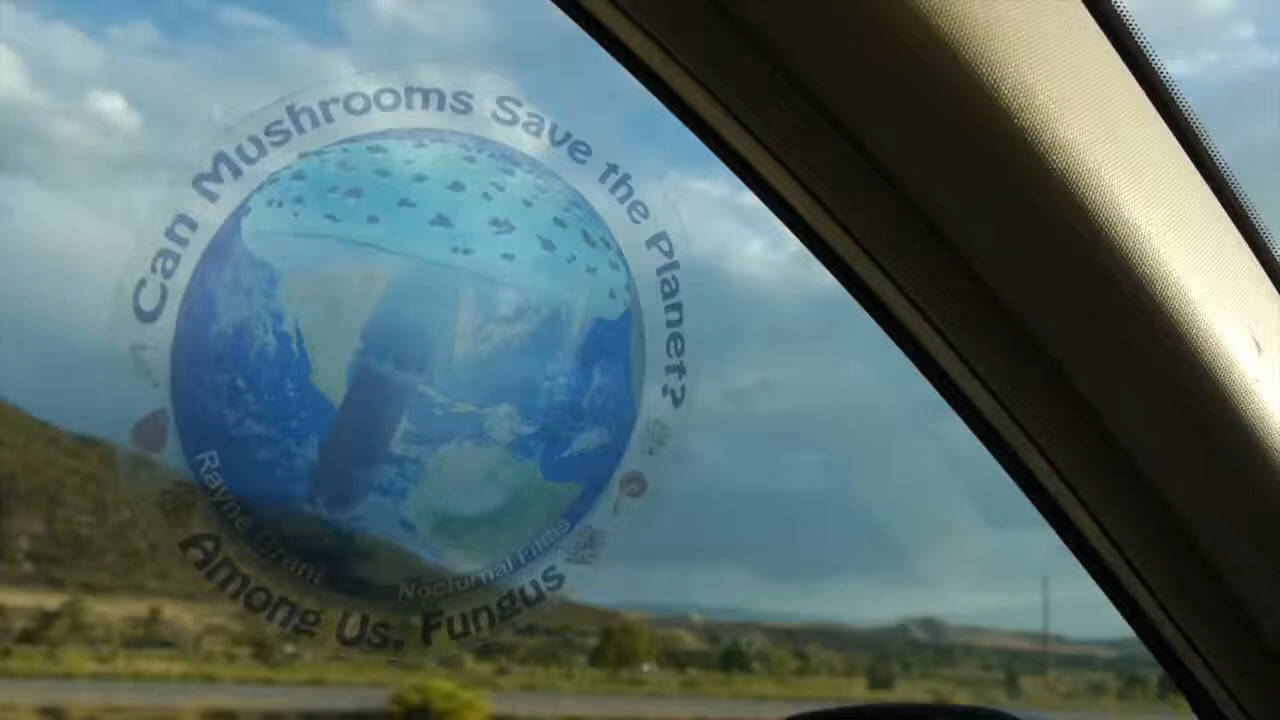 Can Mushrooms Save the Planet?
Rayne Grant
Nocturnal Films
Among Us, Fungus